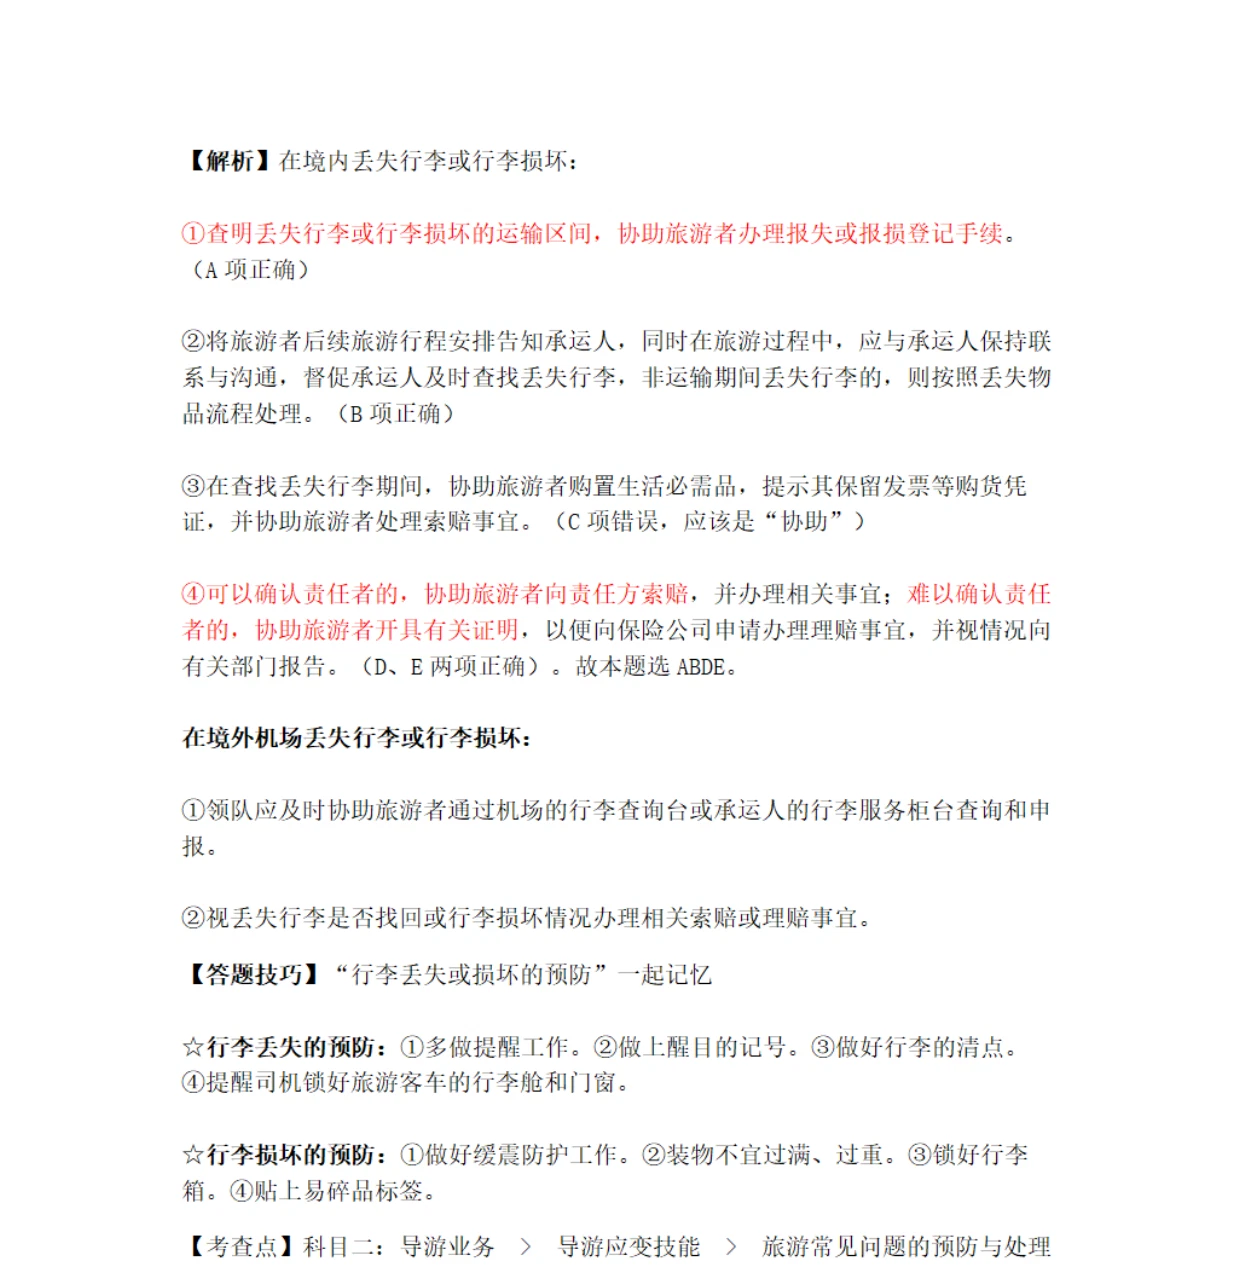 【解析】在境内丢失行李或行李损坏：
①查明丢失行李或行李损坏的运输区间，协助旅游者办理报失或报损登记手续。
（A 项正确）
②将旅游者后续旅游行程安排告知承运人，同时在旅游过程中，应与承运人保持联
系与沟通，督促承运人及时查找丢失行李，非运输期间丢失行李的，则按照丢失物
品流程处理。（B 项正确）
③在查找丢失行李期间，协助旅游者购置生活必需品，提示其保留发票等购货凭
证，并协助旅游者处理索赔事宜。（C 项错误，应该是“协助”）
④可以确认责任者的，协助旅游者向责任方索赔，并办理相关事宜；难以确认责任
者的，协助旅游者开具有关证明，以便向保险公司申请办理理赔事宜，并视情况向
有关部门报告。（D、E 两项正确）。故本题选 ABDE。
在境外机场丢失行李或行李损坏：
①领队应及时协助旅游者通过机场的行李查询台或承运人的行李服务柜台查询和申
报。
②视丢失行李是否找回或行李损坏情况办理相关索赔或理赔事宜。
【答题技巧】“行李丢失或损坏的预防”一起记忆
☆行李丢失的预防：①多做提醒工作。②做上醒目的记号。③做好行李的清点。
④提醒司机锁好旅游客车的行李舱和门窗。
☆行李损坏的预防：①做好缓震防护工作。②装物不宜过满、过重。③锁好行李
箱。④贴上易碎品标签。
【考查点】科目二：导游业务 > 导游应变技能 > 旅游常见问题的预防与处理